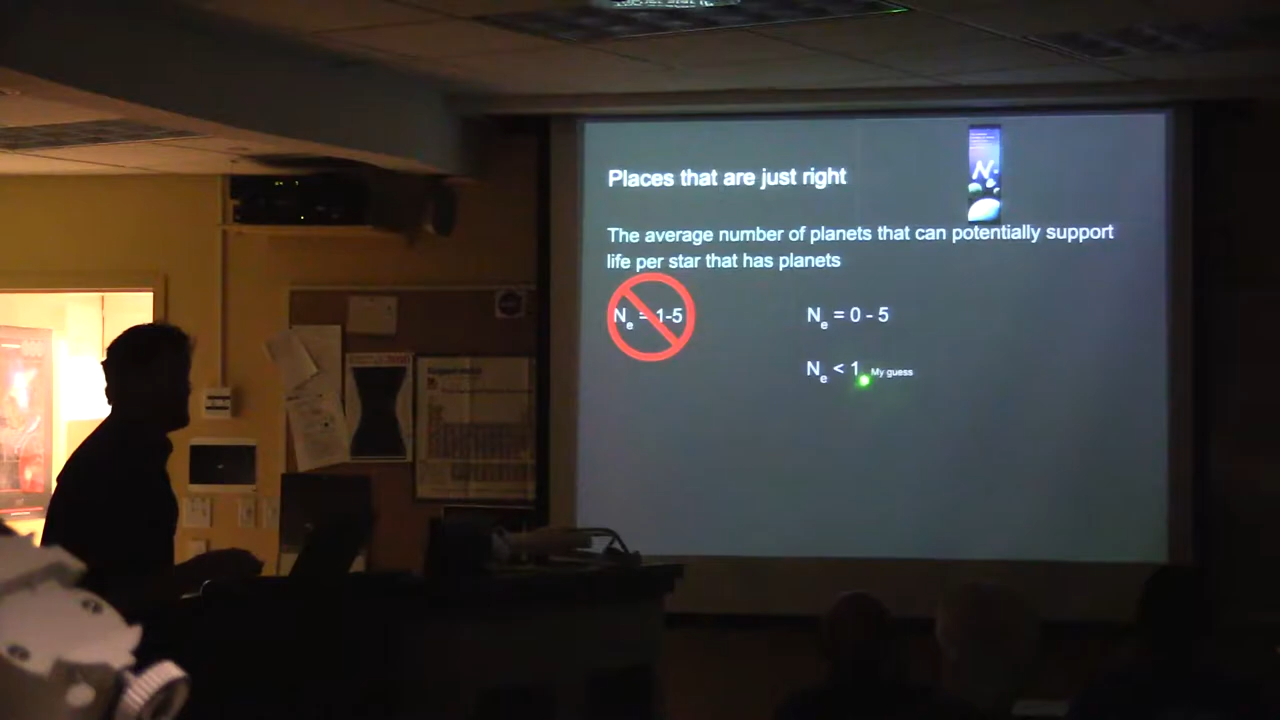 Places that are just right
N
The average number of planets that can potentially support
life per star that has planets
Ne = 1-5
Ne = 0 - 5
Ne < 1 My guess